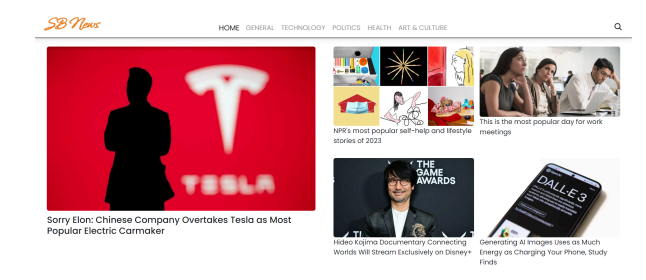 SB News
HOME GENERAL TECHNOLOGY POLITICS HEALTH ART & CULTURE
TESLA
Sorry Elon: Chinese Company Overtakes Tesla as Most
Popular Electric Carmaker
NPR's most popular self-help and lifestyle
stories of 2023
This is the most popular day for work
meetings
THE
GAME
AWARDS
Hideo Kojima Documentary Connecting
Worlds Will Stream Exclusively on Disney+
DALL·E 3
Generating AI Images Uses as Much
Energy as Charging Your Phone, Study
Finds